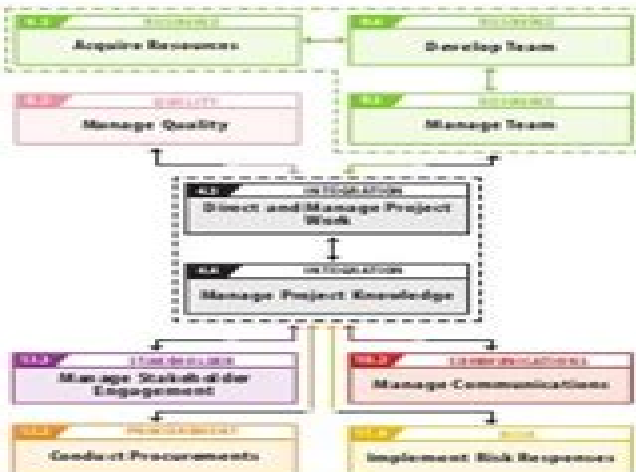 RESOURCE
RESOURCE
Acquire Resources
Develop Team
QUALITY
RESOURCE
Manage Quality
Manage Team
INTEGRATION
Direct and Manage Project
Work
INTEGRATION
Manage Project Knowledge
STAKEHOLDER
COMMUNICATIONS
Manage Stakeholder
Engagement
Manage Communications
PROCUREMENT
RISK
Conduct Procurements
Implement Risk Responses